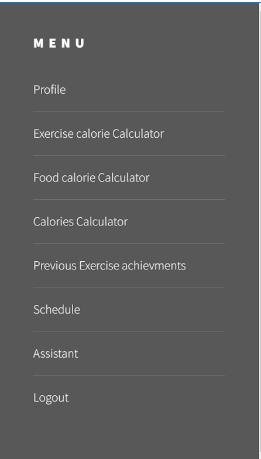 MENU
Profile
Exercise calorie Calculator
Food calorie Calculator
Calories Calculator
Previous Exercise achievments
Schedule
Assistant
Logout